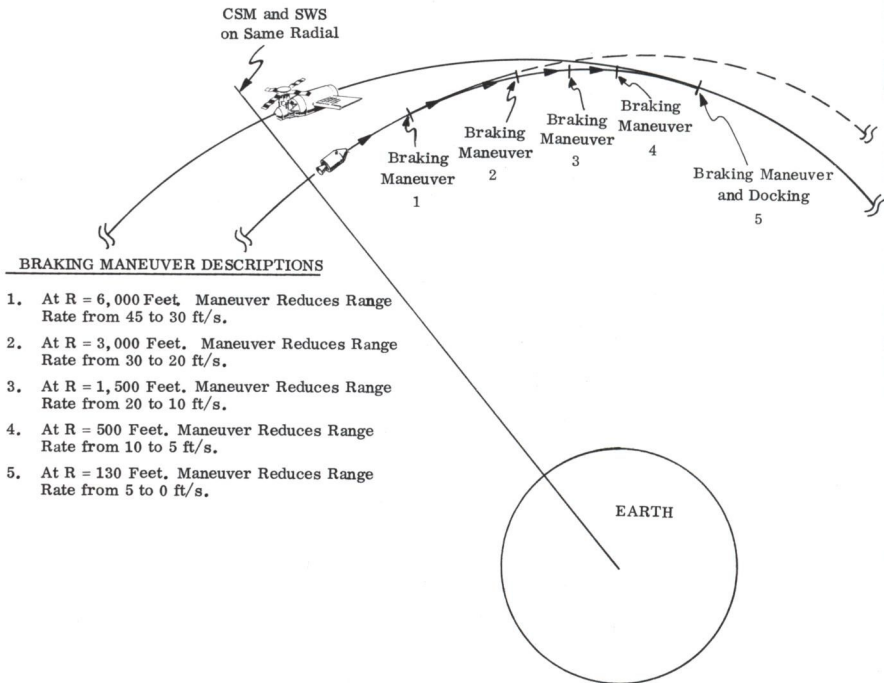 CSM and SWS
on Same Radial
Braking
Maneuver
1
Braking
Maneuver
2
Braking
Maneuver
3
Braking
Maneuver
4
Braking Maneuver
and Docking
5
BRAKING MANEUVER DESCRIPTIONS
1. At R = 6,000 Feet. Maneuver Reduces Range
Rate from 45 to 30 ft/s.
2. At R = 3,000 Feet. Maneuver Reduces Range
Rate from 30 to 20 ft/s.
3. At R = 1,500 Feet. Maneuver Reduces Range
Rate from 20 to 10 ft/s.
4. At R = 500 Feet. Maneuver Reduces Range
Rate from 10 to 5 ft/s.
5. At R = 130 Feet. Maneuver Reduces Range
Rate from 5 to 0 ft/s.
EARTH